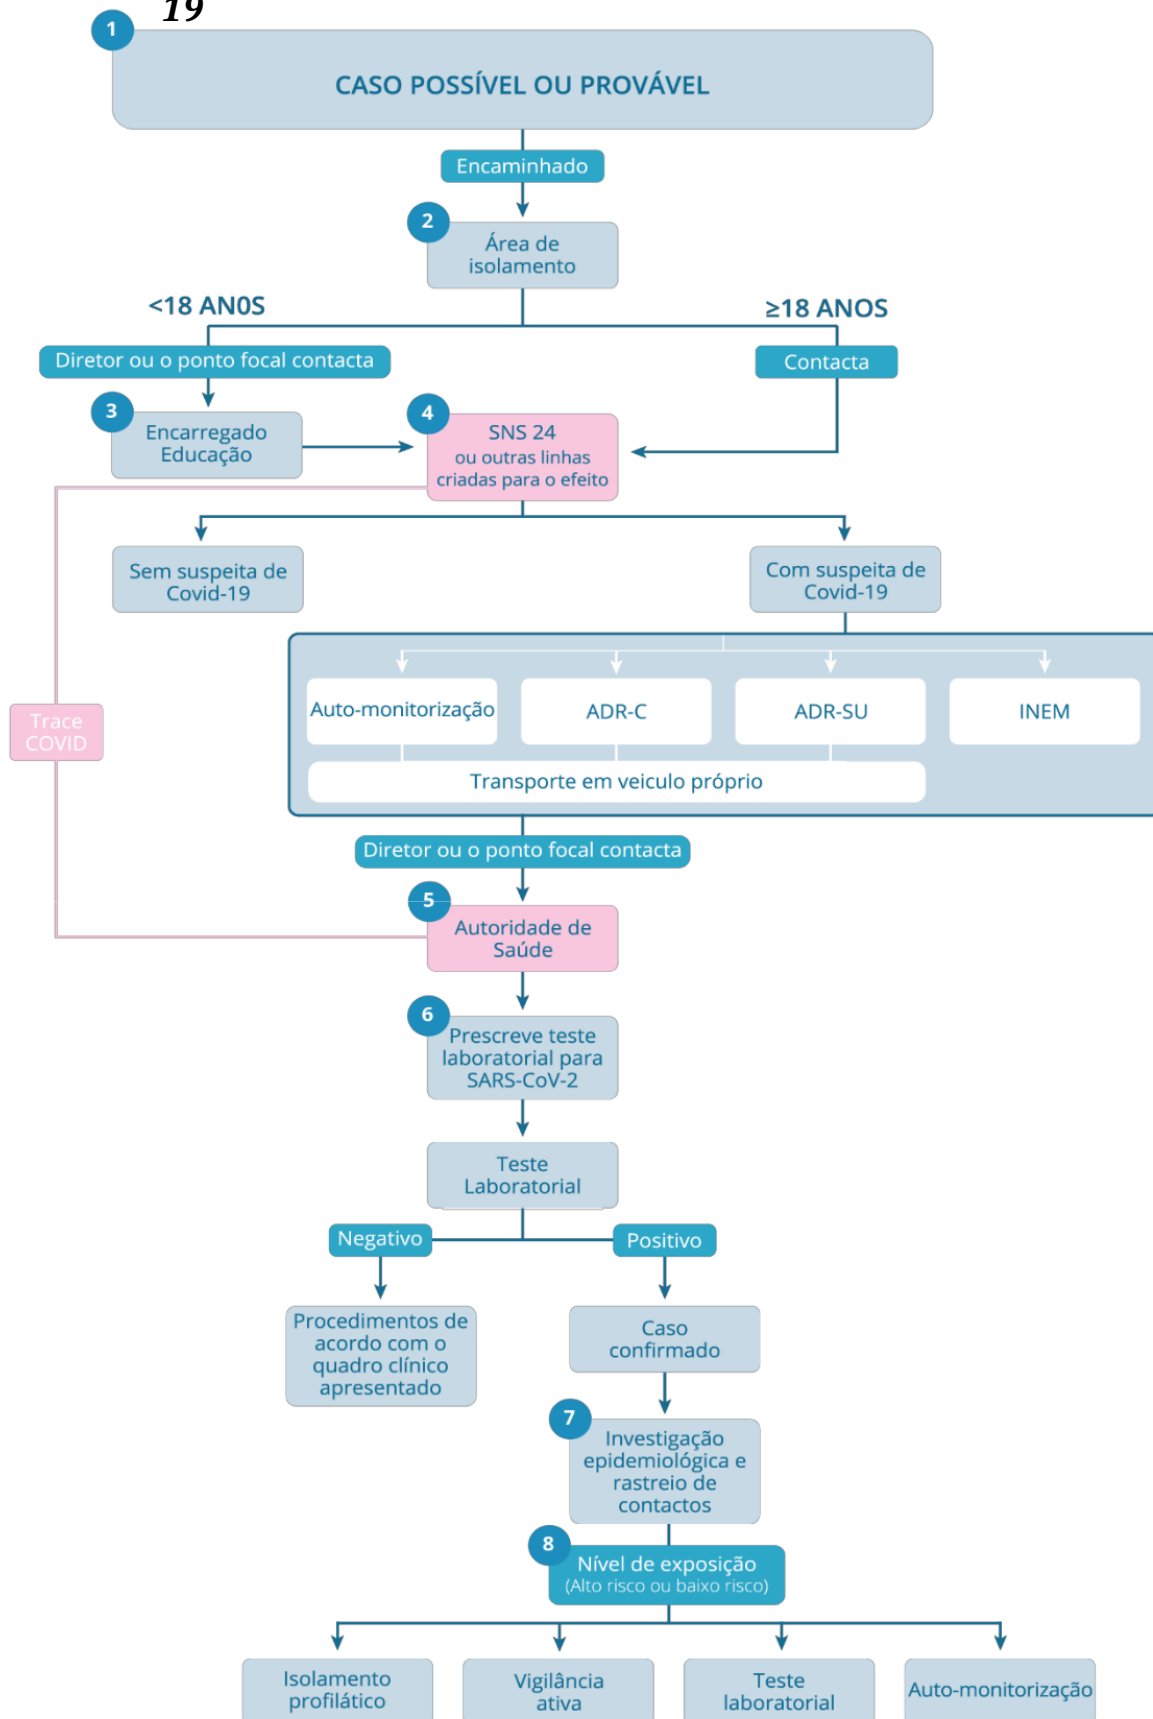 19
1
CASO POSSÍVEL OU PROVÁVEL
Encaminhado
2
Área de
isolamento
<18 AN0S
≥18 ANOS
Diretor ou o ponto focal contacta
Contacta
3
Encarregado
Educação
4
SNS 24
ou outras linhas
criadas para o efeito
Sem suspeita de
Covid-19
Com suspeita de
Covid-19
Auto-monitorização
ADR-C
ADR-SU
INEM
Trace
COVID
Transporte em veiculo próprio
Diretor ou o ponto focal contacta
5
Autoridade de
Saúde
6
Prescreve teste
laboratorial para
SARS-CoV-2
Teste
Laboratorial
Negativo
Positivo
Procedimentos de
acordo com o
quadro clínico
apresentado
Caso
confirmado
7
Investigação
epidemiológica e
rastreio de
contactos
8
Nível de exposição
(Alto risco ou baixo risco)
Isolamento
profilático
Vigilância
ativa
Teste
laboratorial
Auto-monitorização